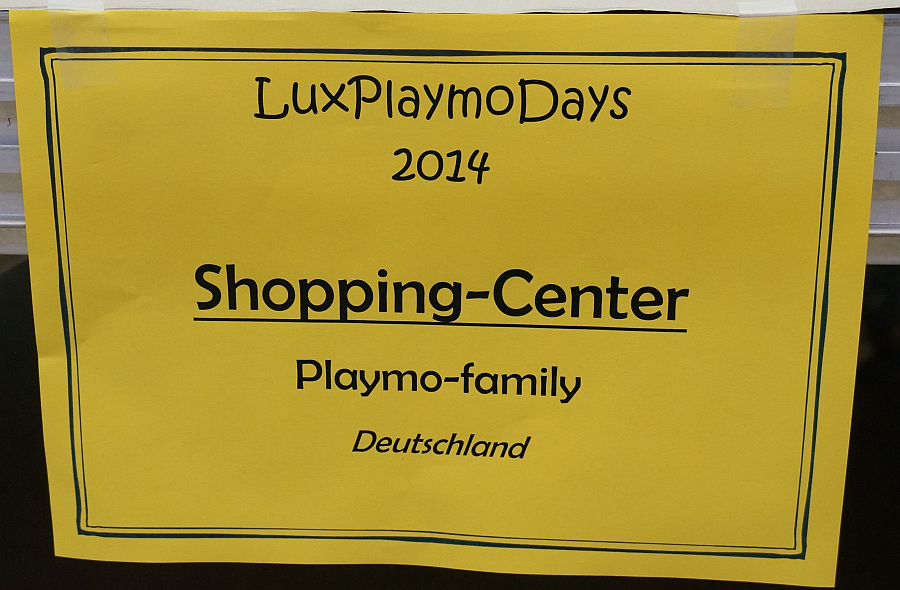 LuxPlaymoDays
2014
Shopping-Center
Playmo-family
Deutschland